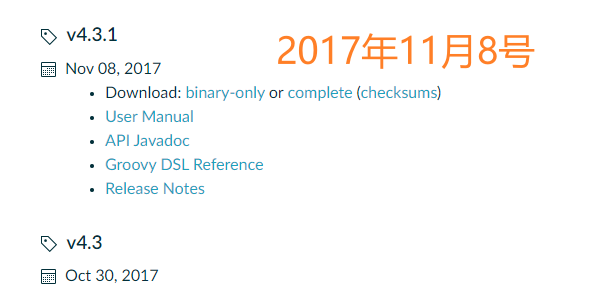 v4.3.1
2017年11月8号
Nov 08, 2017
Download: binary-only or complete (checksums)
User Manual
API Javadoc
Groovy DSL Reference
Release Notes
v4.3
Oct 30, 2017